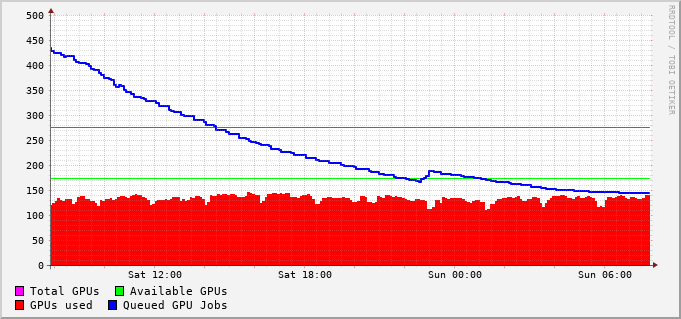 500
450
400
350
300
250
200
150
100
50
0
Sat 12:00 Sat 18:00 Sun 00:00 Sun 06:00
Total GPUs Available GPUs
GPUs used Queued GPU Jobs
RRDTOOL / TOBI OETIKER